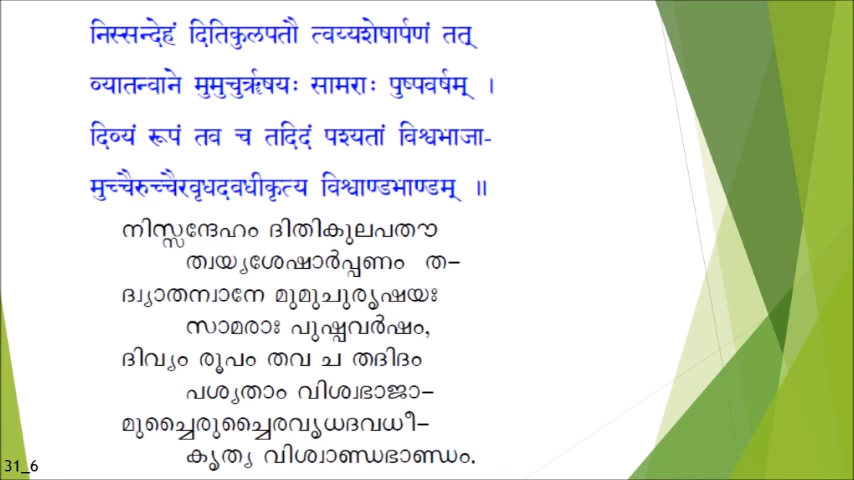 निस्सन्देहं दितिकुलपतौ त्वय्यशेषार्पणं तत्
व्यातन्वाने मुमुचुरृषयः सामराः पुष्पवर्षम् ।
दिव्यं रूपं तव च तदिदं पश्यतां विश्वभाजा-
मुच्चैरुच्चैरवृधदवधीकृत्य विश्वाण्डभाण्डम् ॥
നിസ്സന്ദേഹം ദിതികുലപതൗ
ത്വയ്യശേഷാർപ്പണം ത–
ദ്വ്യാതന്വാനേ മുമുചുരൃഷയഃ
സാമരാഃ പുഷ്പവർഷം,
ദിവ്യം രൂപം തവ ച തദിദം
പശ്യതാം വിശ്വഭാജാ–
മുച്ചൈരുച്ചൈരവൃധദവധീ–
കൃത്യ വിശ്വാണ്ഡഭാണ്ഡം.
31_6